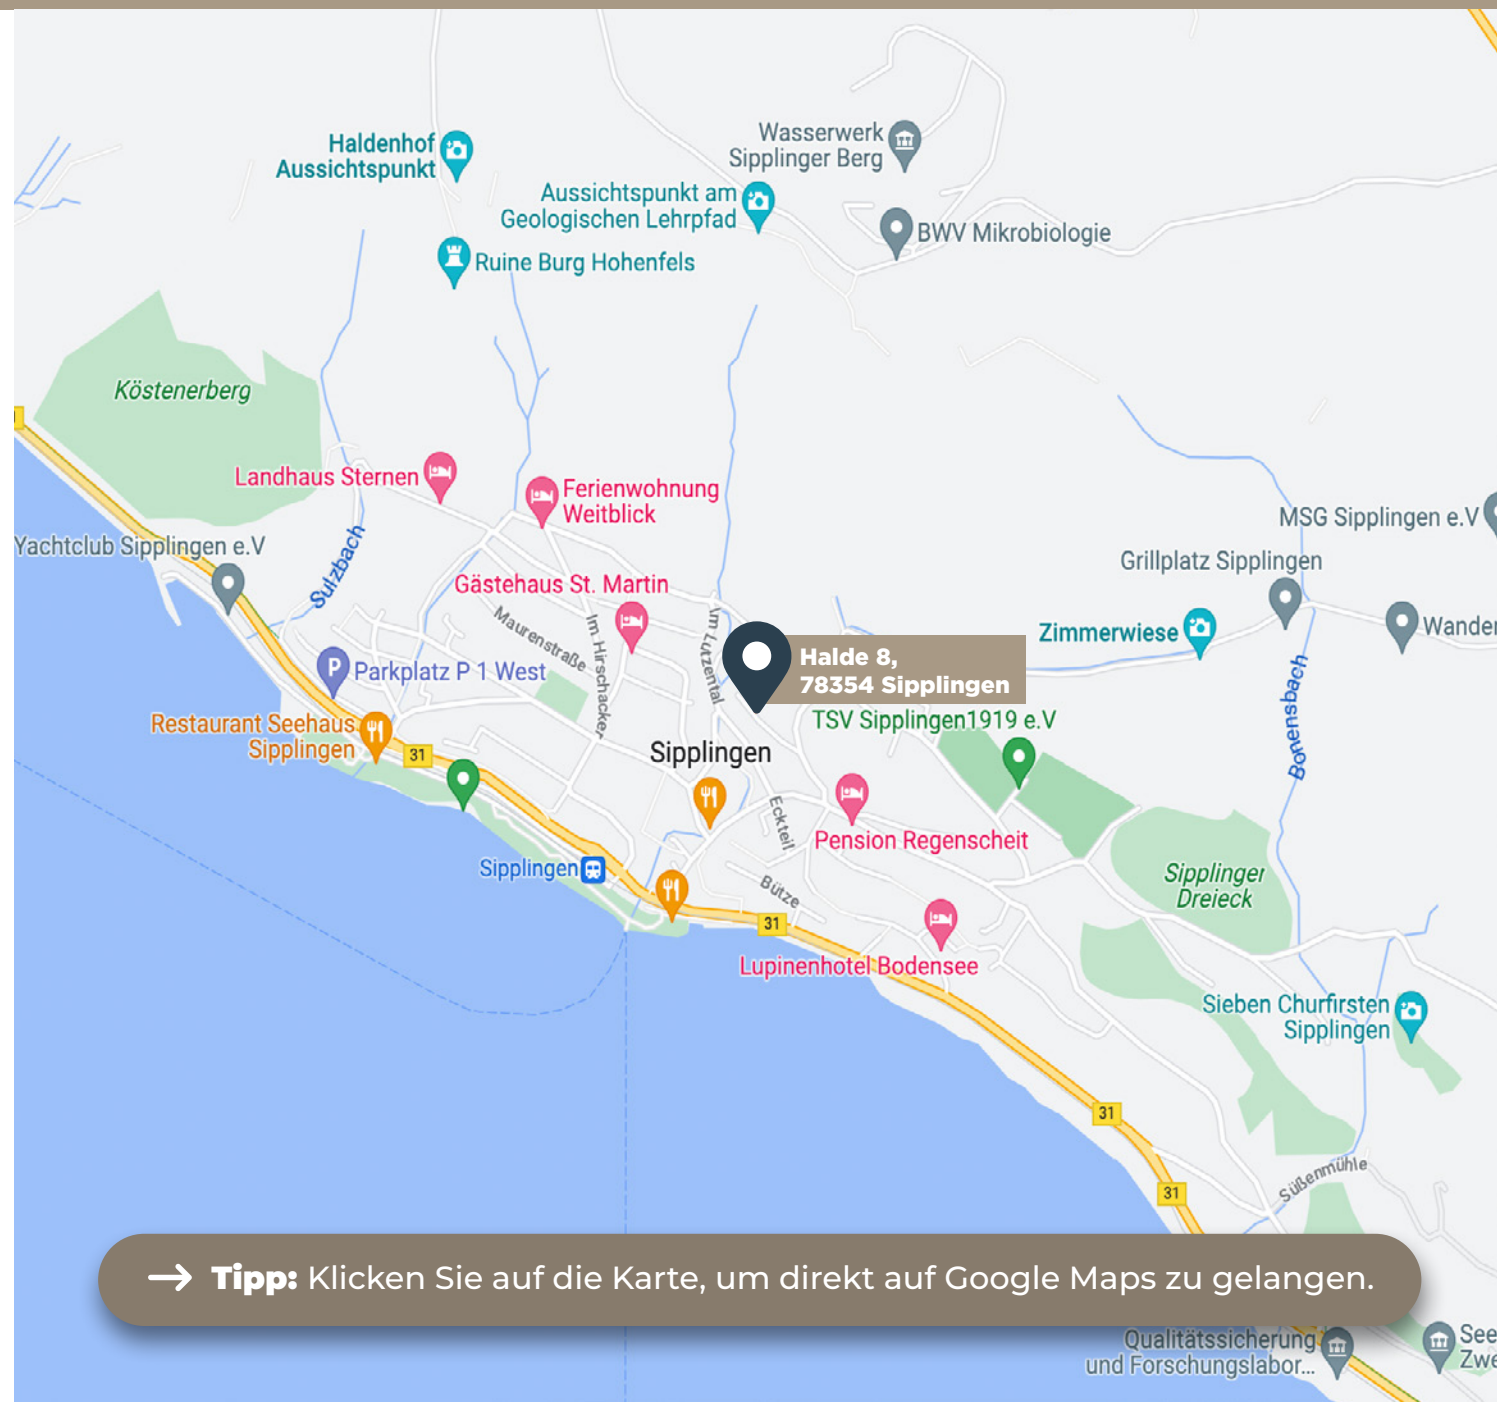 Haldenhof
Aussichtspunkt
Wasserwerk
Sipplinger Berg
Aussichtspunkt am
Geologischen Lehrpfad
BWV Mikrobiologie
Ruine Burg Hohenfels
Köstenerberg
Landhaus Sternen
Ferienwohnung
Weitblick
MSG Sipplingen e.V
Yachtclub Sipplingen e.V
Grillplatz Sipplingen
Sulzbach
Gästehaus St. Martin
Maurenstraße
Im Hirschacker
Im Lutzental
Zimmerwiese
Wander
Halde 8,
78354 Sipplingen
P
Parkplatz P 1 West
Bonensbach
Restaurant Seehaus
Sipplingen
TSV Sipplingen1919 e.V
31
Sipplingen
Eckteil
Pension Regenscheit
Sipplingen
Bütze
Sipplinger
Dreieck
31
Lupinenhotel Bodensee
Sieben Churfirsten
Sipplingen
31
Süßenmühle
31
→ Tipp: Klicken Sie auf die Karte, um direkt auf Google Maps zu gelangen.
Qualitätssicherung
und Forschungslabor...
See
Zwe